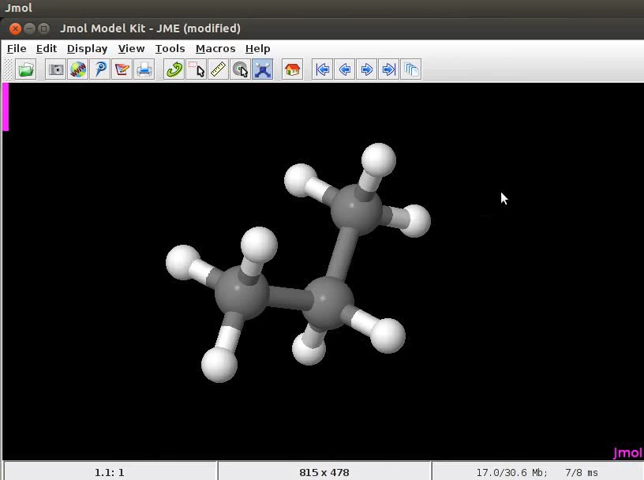 Jmol
Jmol Model Kit - JME (modified)
File Edit Display View Tools Macros Help
Jmol
1.1: 1 815 x 478 17.0/30.6 Mb; 7/8 ms